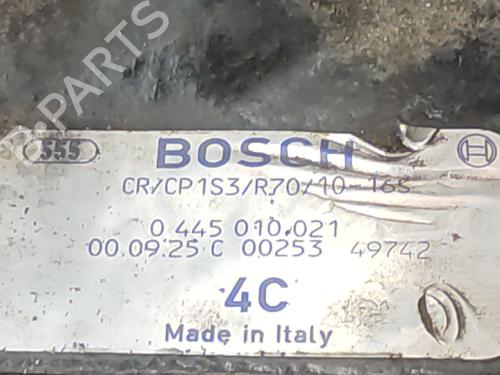 B-PARTS
555 BOSCH
CR/CP1S3/R70/10-16S
0 445 010 021
00.09.25 C 00253 49742
4C
Made in Italy